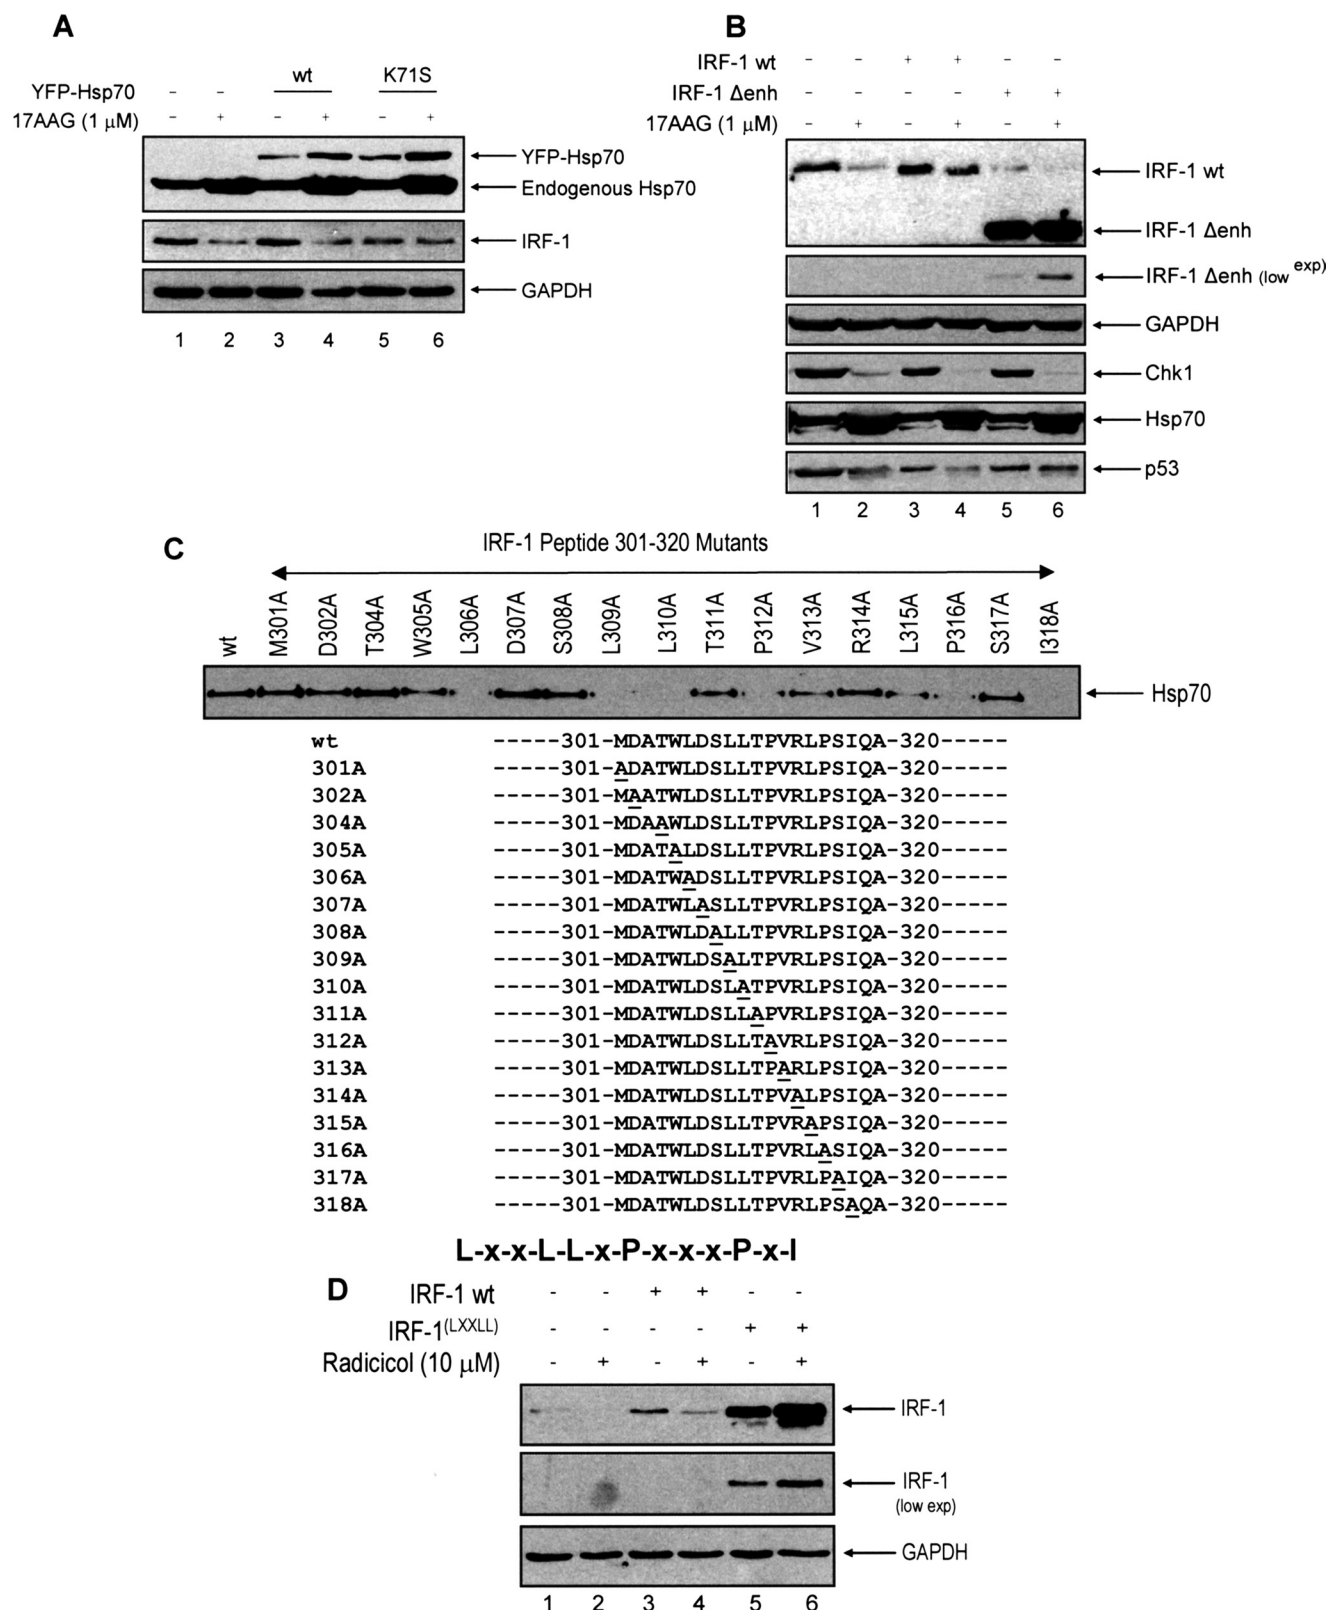 A
wt K71S
YFP-Hsp70 - -
17AAG (1 μM) - + - + - +
YFP-Hsp70
Endogenous Hsp70
IRF-1
GAPDH
1 2 3 4 5 6
B
IRF-1 wt - - + + - -
IRF-1 Δenh - - - - + +
17AAG (1 μM) - + - + - +
IRF-1 wt
IRF-1 Δenh
IRF-1 Δenh (low exp)
GAPDH
Chk1
Hsp70
p53
1 2 3 4 5 6
C
IRF-1 Peptide 301-320 Mutants
wt M301A D302A T304A W305A L306A D307A S308A L309A L310A T311A P312A V313A R314A L315A P316A S317A I318A
Hsp70
wt -----301-MDATWLDSLLTPVRLPSIQA-320-----
301A -----301-ADATWLDSLLTPVRLPSIQA-320-----
302A -----301-MAATWLDSLLTPVRLPSIQA-320-----
304A -----301-MDAAWLDSLLTPVRLPSIQA-320-----
305A -----301-MDATALDSLLTPVRLPSIQA-320-----
306A -----301-MDATWADSLLTPVRLPSIQA-320-----
307A -----301-MDATWLASLLTPVRLPSIQA-320-----
308A -----301-MDATWLDALLTPVRLPSIQA-320-----
309A -----301-MDATWLDSALTPVRLPSIQA-320-----
310A -----301-MDATWLDSLATPVRLPSIQA-320-----
311A -----301-MDATWLDSLLAPVRLPSIQA-320-----
312A -----301-MDATWLDSLLTAVRLPSIQA-320-----
313A -----301-MDATWLDSLLTPARLPSIQA-320-----
314A -----301-MDATWLDSLLTPVALPSIQA-320-----
315A -----301-MDATWLDSLLTPVRAPSIQA-320-----
316A -----301-MDATWLDSLLTPVRLASIQA-320-----
317A -----301-MDATWLDSLLTPVRLPAIQA-320-----
318A -----301-MDATWLDSLLTPVRLPSAQA-320-----
L-x-x-L-L-x-P-x-x-x-P-x-I
D
IRF-1 wt - - + + - -
IRF-1(LXXLL) - - - - + +
Radicicol (10 μM) - + - + - +
IRF-1
IRF-1
(low exp)
GAPDH
1 2 3 4 5 6